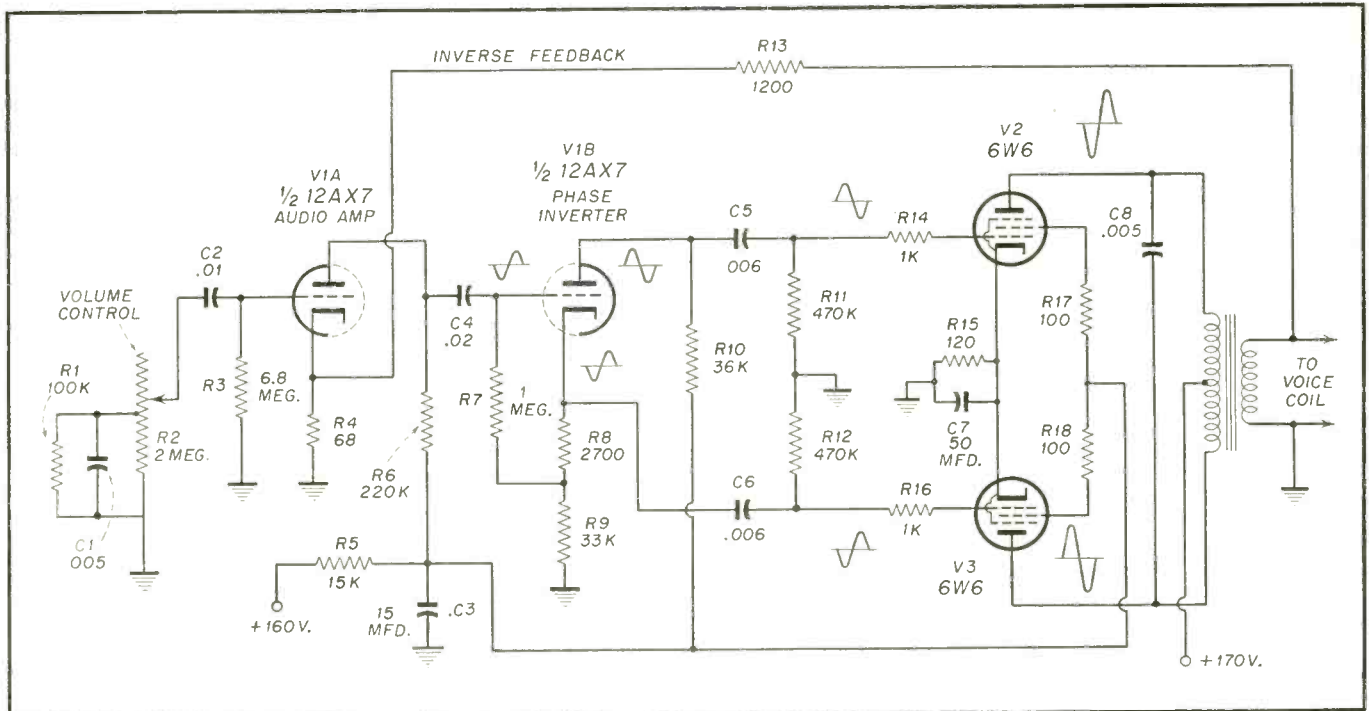 INVERSE FEEDBACK
R13
1200
V2
6W6
V1B
½ 12AX7
PHASE
INVERTER
V1A
½ 12AX7
AUDIO AMP
C5
006
R14
1K
C8
.005
C2
.01
VOLUME
CONTROL
C4
.02
R11
470K
R17
100
R15
120
R10
36K
R1
100K
R3
6.8
MEG.
R7
1
MEG.
TO
VOICE
COIL
R4
68
R8
2700
R2
2 MEG.
R12
470K
C7
50
MFD.
R18
100
R6
220K
C6
.006
R16
1K
R9
33K
C1
005
R5
15K
V3
6W6
+160V.
15
MFD.
.C3
+170V.